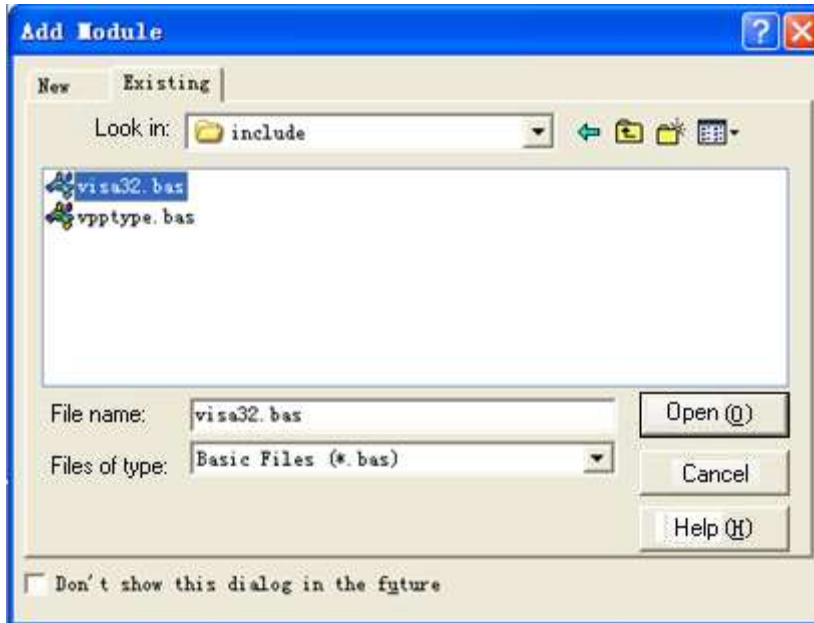 Add Module
New Existing
Look in: include
visa32.bas
vpptype.bas
File name: visa32.bas Open (O)
Files of type: Basic Files (*.bas)
Cancel
Help (H)
Don't show this dialog in the future